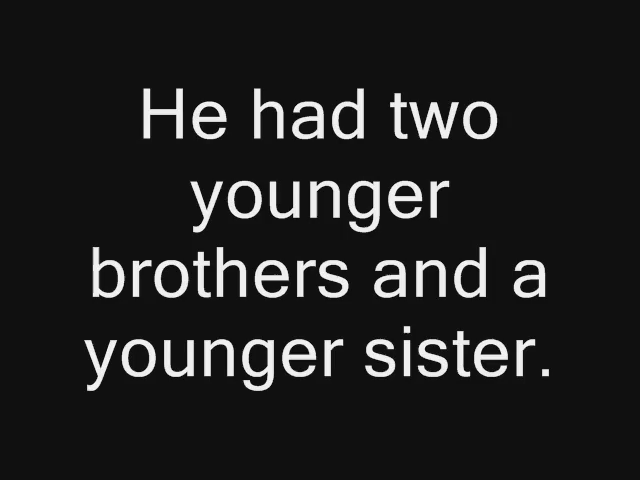 He had two
younger
brothers and a
younger sister.